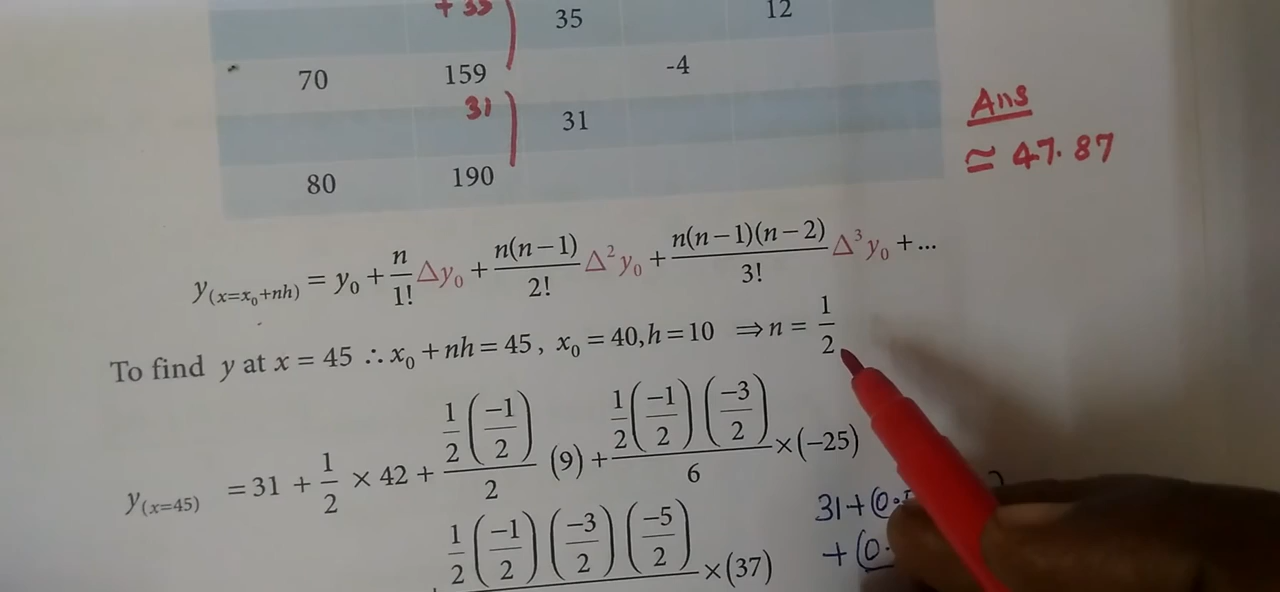 + 35 35 12
70 159 -4
31 31
80 190
Ans
≃ 47.87
y(x=x₀+nh) = y₀ + n/1! Δy₀ + n(n−1)/2! Δ²y₀ + n(n−1)(n−2)/3! Δ³y₀ + ...
To find y at x = 45 ∴ x₀ + nh = 45 , x₀ = 40, h = 10 ⇒ n = 1/2
y(x=45) = 31 + 1/2 × 42 + 1/2(−1/2)/2 (9) + 1/2(−1/2)(−3/2)/6 ×(−25)
1/2(−1/2)(−3/2)(−5/2) ×(37)
31+(0.
+(0.